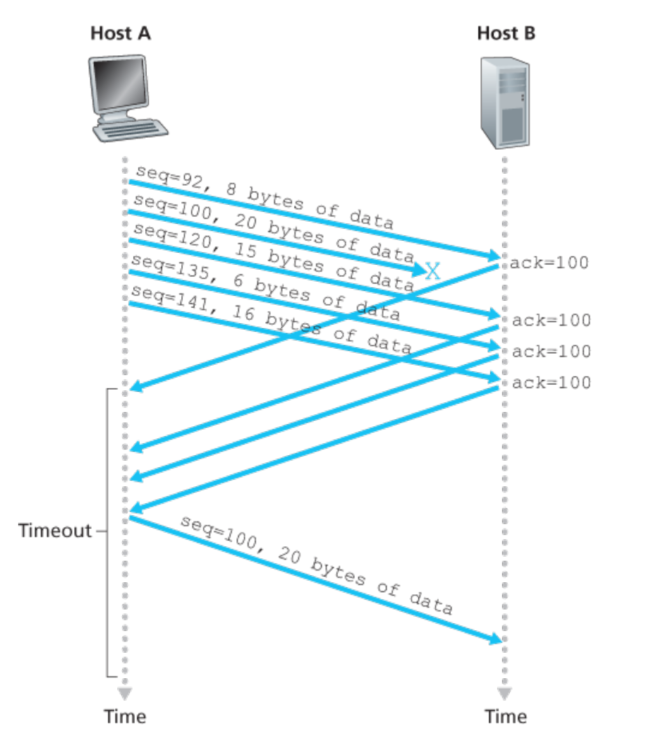 Host A
Host B
seq=92, 8 bytes of data
seq=100, 20 bytes of data
X
seq=120, 15 bytes of data
seq=135, 6 bytes of data
seq=141, 16 bytes of data
ack=100
ack=100
ack=100
ack=100
Timeout
seq=100, 20 bytes of data
Time
Time